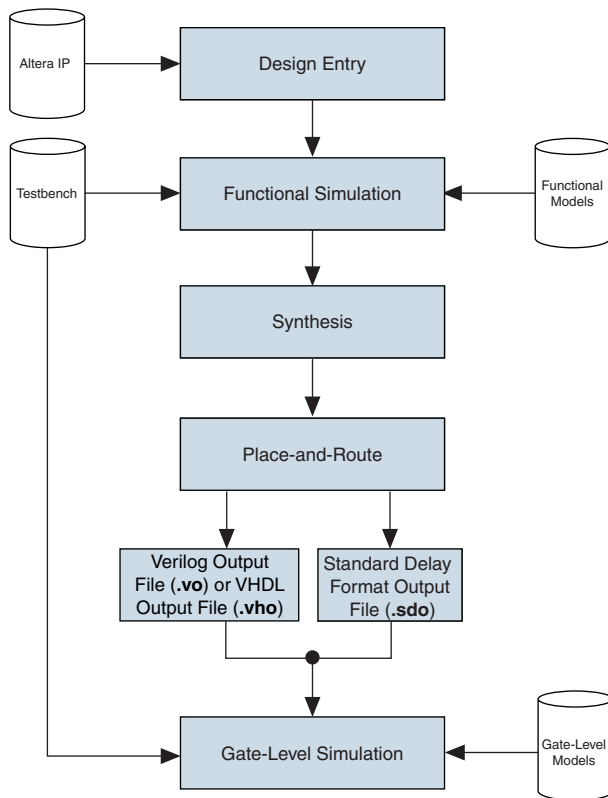 Altera IP
Design Entry
Testbench
Functional Simulation
Functional
Models
Synthesis
Place-and-Route
Verilog Output
File (.vo) or VHDL
Output File (.vho)
Standard Delay
Format Output
File (.sdo)
Gate-Level Simulation
Gate-Level
Models